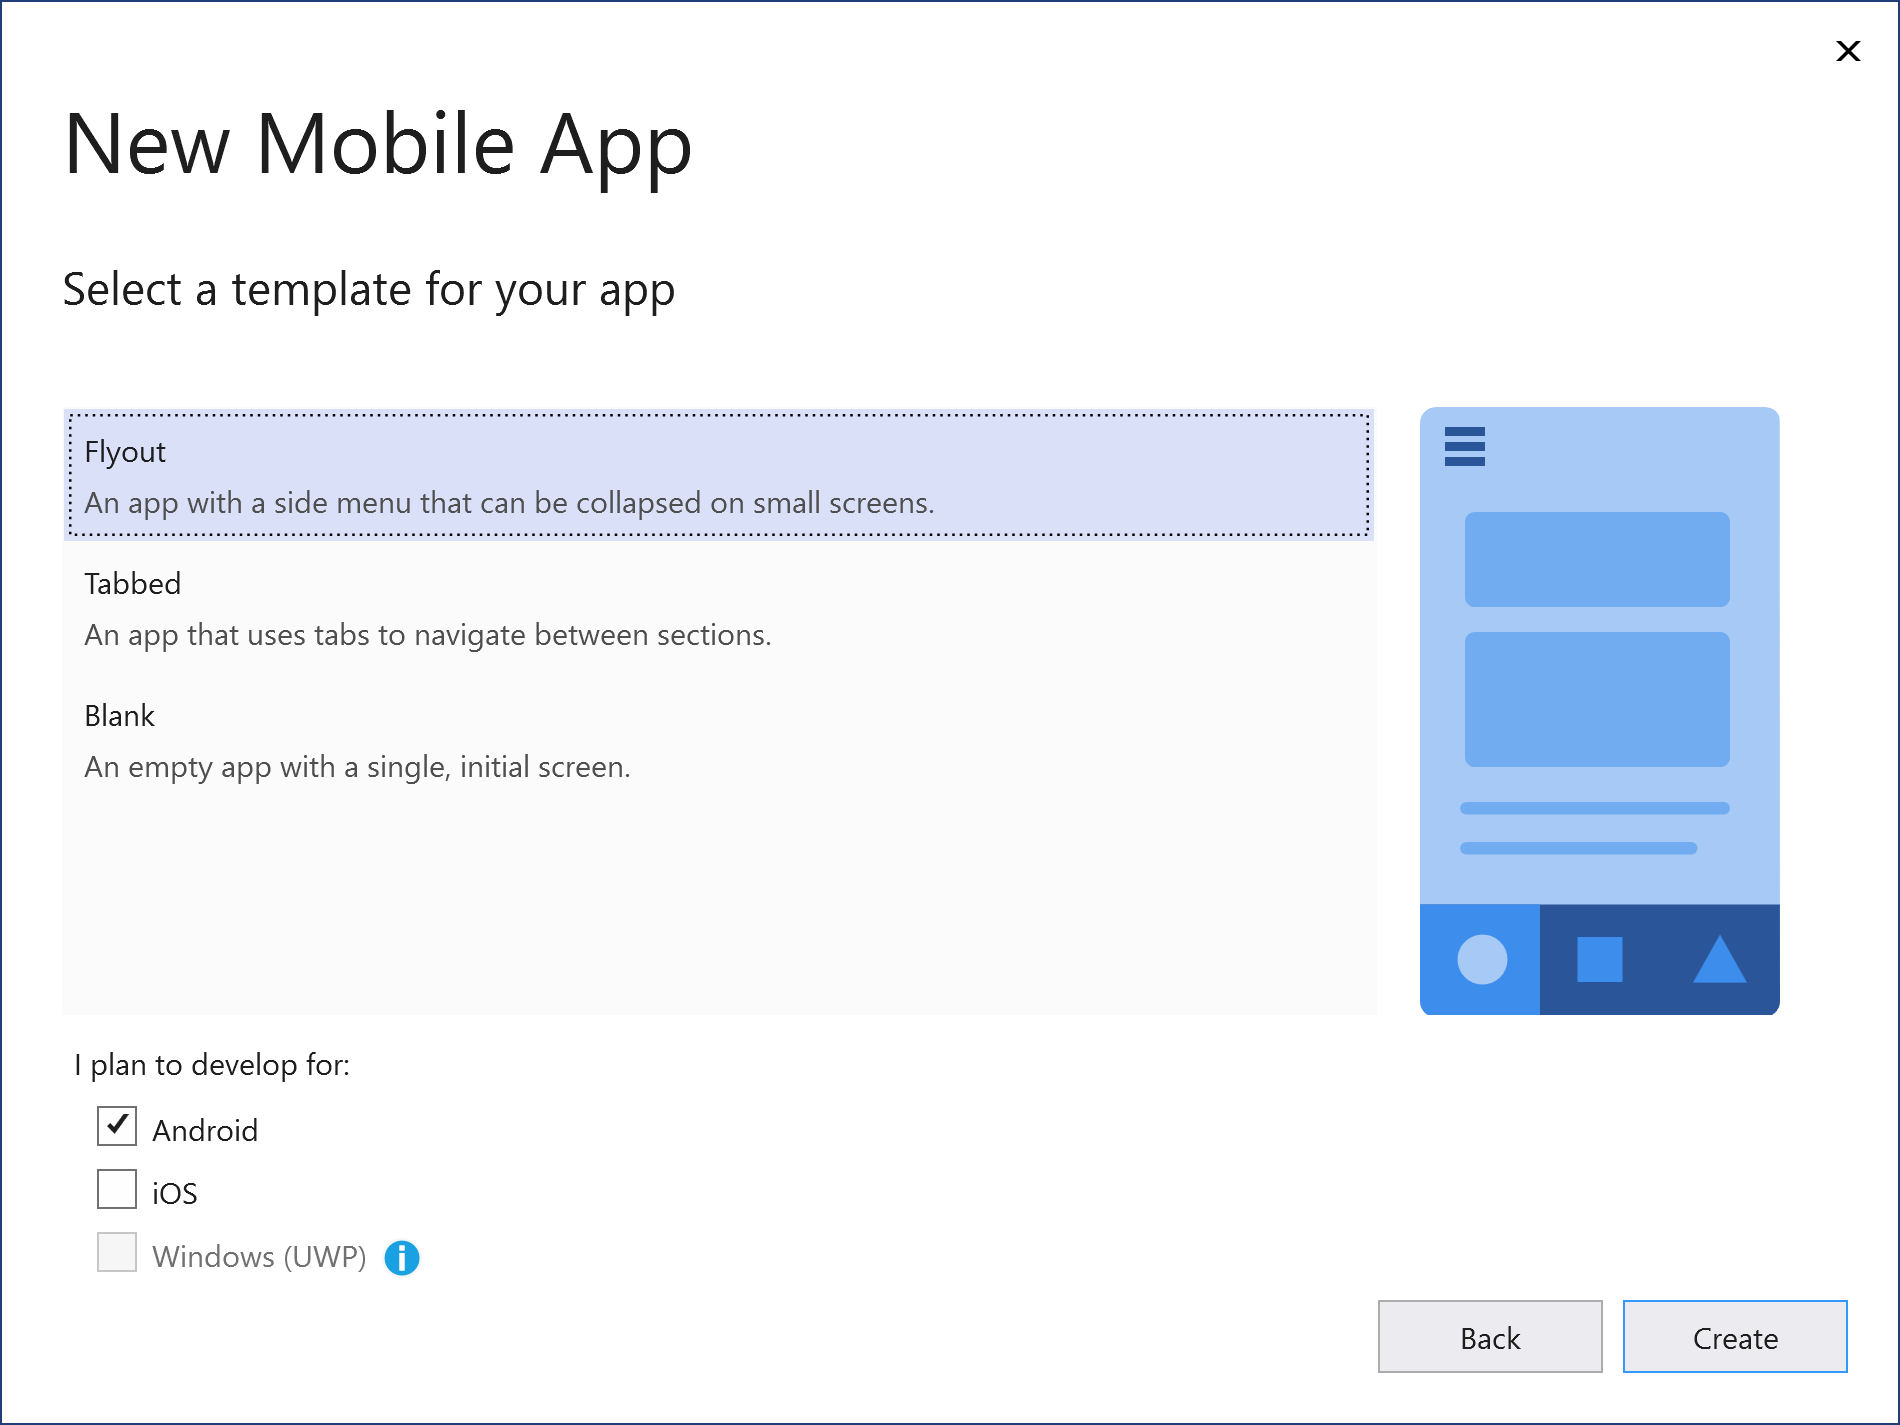 New Mobile App
Select a template for your app
Flyout
An app with a side menu that can be collapsed on small screens.
Tabbed
An app that uses tabs to navigate between sections.
Blank
An empty app with a single, initial screen.
I plan to develop for:
Android
iOS
Windows (UWP)
Back
Create